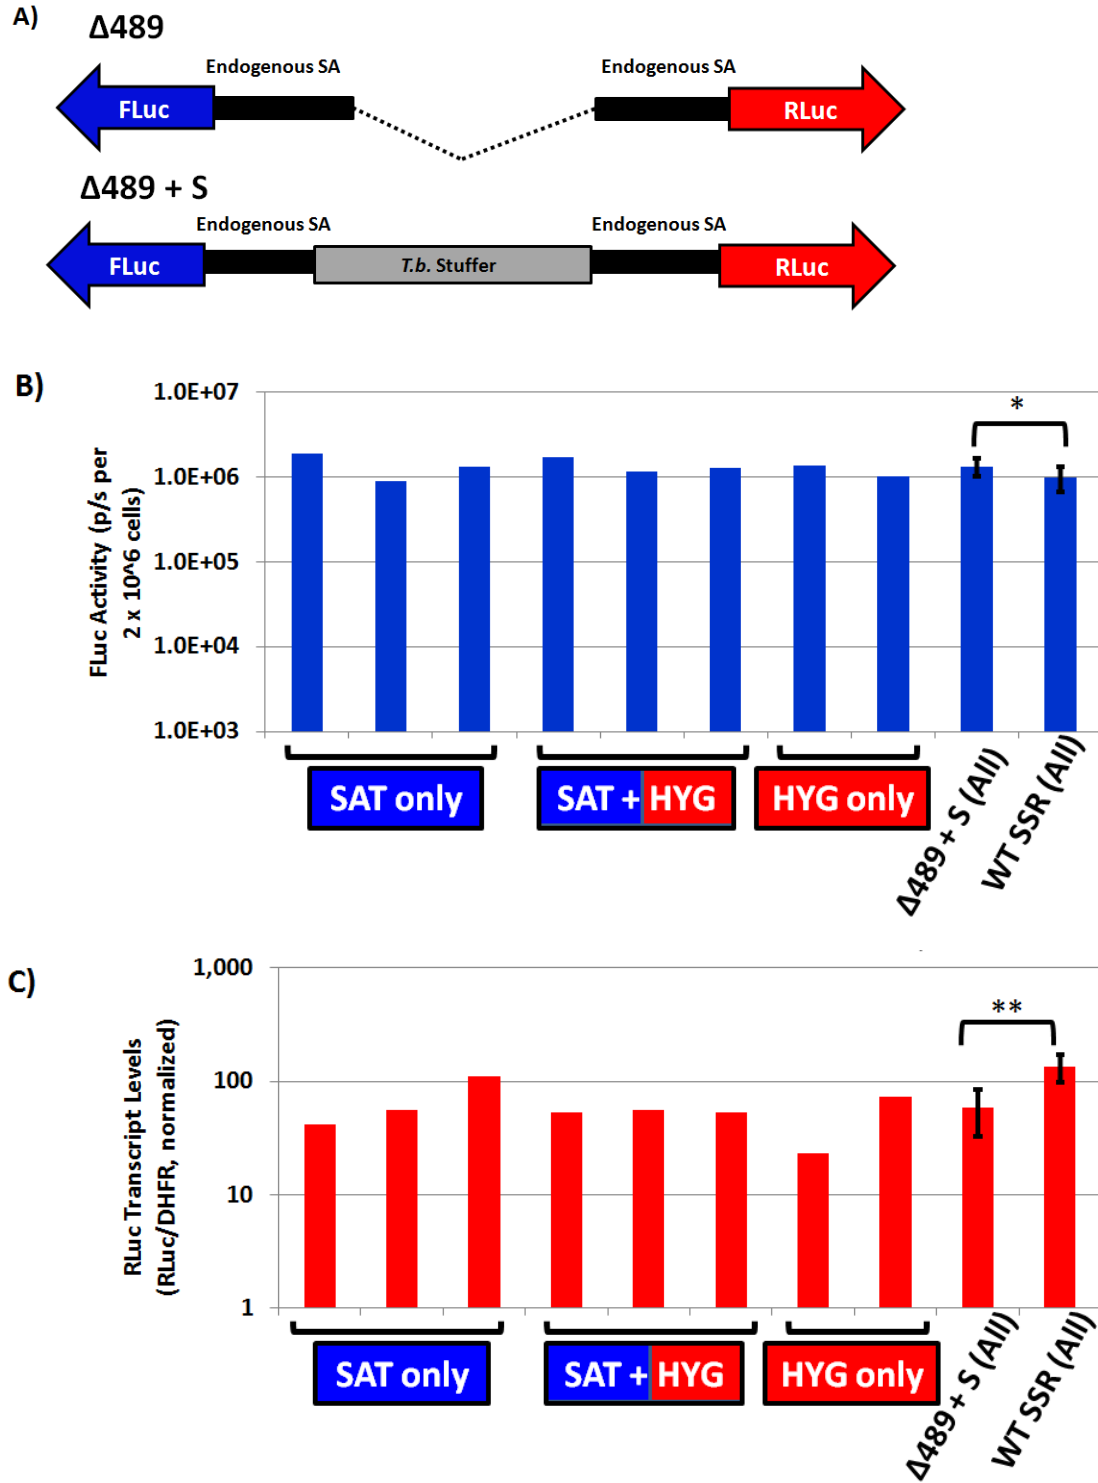 A)
Δ489
Endogenous SA
Endogenous SA
FLuc
RLuc
Δ489 + S
Endogenous SA
Endogenous SA
FLuc
T.b. Stuffer
RLuc
B)
FLuc Activity (p/s per
2 x 10^6 cells)
1.0E+07
1.0E+06
1.0E+05
1.0E+04
1.0E+03
*
SAT only
SAT + HYG
HYG only
Δ489 + S (All)
WT SSR (All)
C)
RLuc Transcript Levels
(RLuc/DHFR, normalized)
1,000
100
10
1
**
SAT only
SAT + HYG
HYG only
Δ489 + S (All)
WT SSR (All)